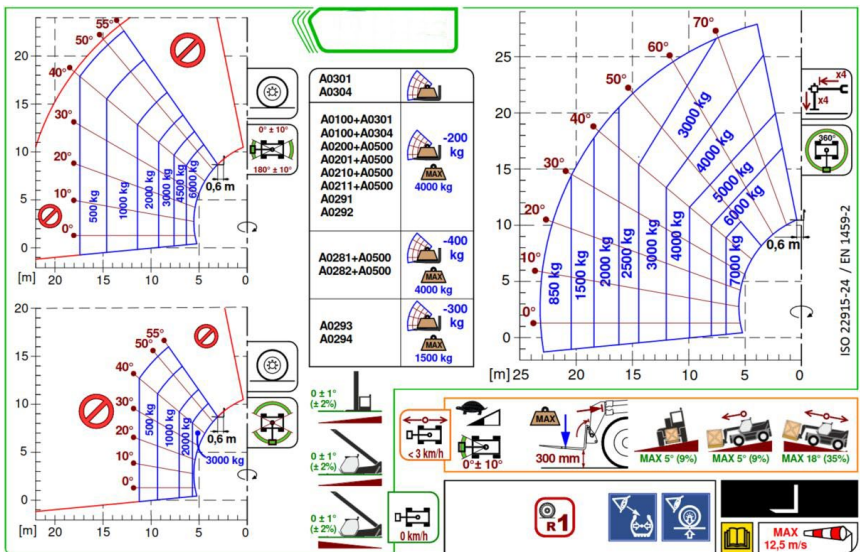 20
15
10
5
0
[m]
20
15
10
5
0
55°
50°
40°
30°
20°
10°
0°
500 kg
1000 kg
2000 kg
3000 kg
4500 kg
6000 kg
0,6 m
0° ± 10°
180° ± 10°
20
15
10
5
0
[m]
20
15
10
5
0
55°
50°
40°
30°
20°
10°
0°
500 kg
1000 kg
2000 kg
3000 kg
0,6 m
A0301
A0304
A0100+A0301
A0100+A0304
A0200+A0500
A0201+A0500
A0210+A0500
A0211+A0500
A0291
A0292
-200
kg
MAX
4000 kg
A0281+A0500
A0282+A0500
-400
kg
MAX
4000 kg
A0293
A0294
-300
kg
MAX
1500 kg
25
20
15
10
5
0
[m] 25
20
15
10
5
0
70°
60°
50°
40°
30°
20°
10°
0°
850 kg
1500 kg
2000 kg
2500 kg
3000 kg
4000 kg
7000 kg
3000 kg
4000 kg
5000 kg
6000 kg
0,6 m
x4
x4
360°
ISO 22915-24 / EN 1459-2
0 ± 1°
(± 2%)
0 ± 1°
(± 2%)
0 ± 1°
(± 2%)
< 3 km/h
0° ± 10°
MAX
300 mm
MAX 5° (9%)
MAX 5° (9%)
MAX 18° (35%)
0 km/h
R1
MAX
12,5 m/s